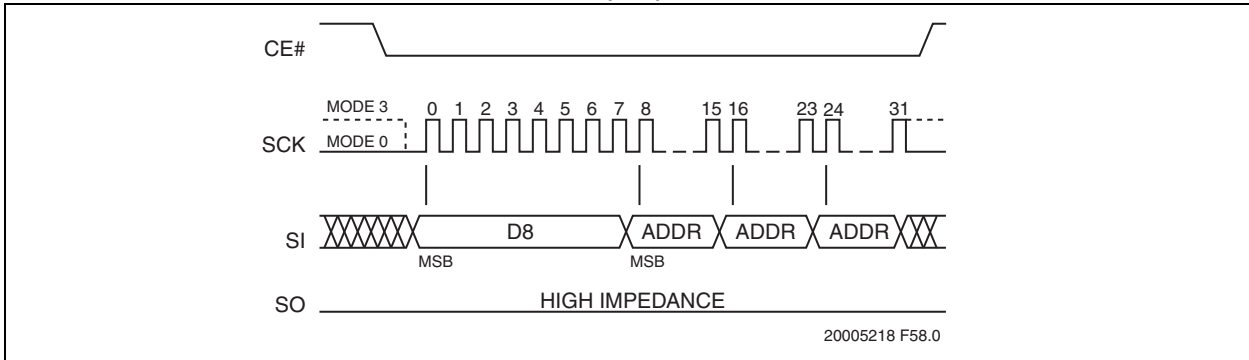 CE#
MODE 3 0 1 2 3 4 5 6 7 8 15 16 23 24 31
SCK MODE 0
SI D8 ADDR ADDR ADDR
MSB MSB
SO HIGH IMPEDANCE
20005218 F58.0